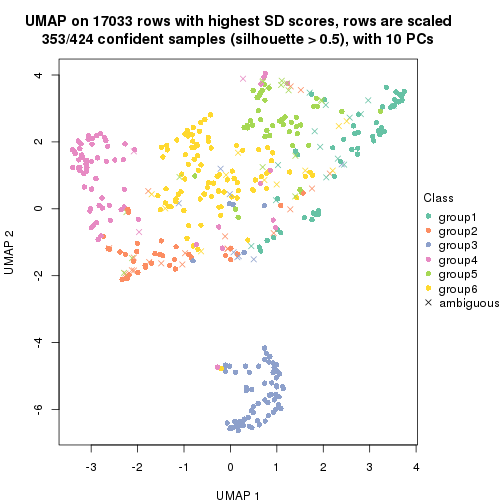 UMAP on 17033 rows with highest SD scores, rows are scaled
353/424 confident samples (silhouette > 0.5), with 10 PCs
4
2
0
-2
-4
-6
UMAP 2
-3
-2
-1
0
1
2
3
4
UMAP 1
Class
group1
group2
group3
group4
group5
group6
ambiguous